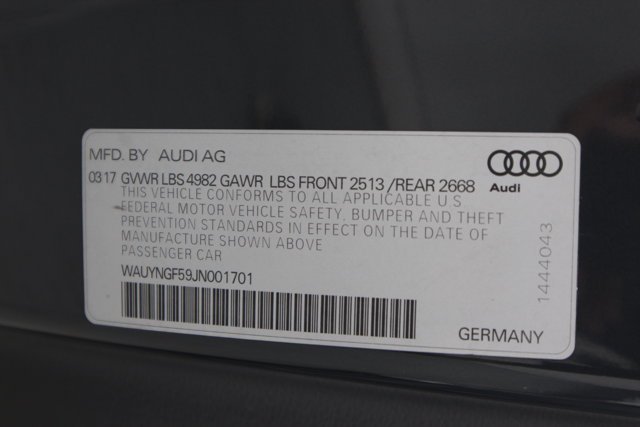 MFD. BY AUDI AG
03 17 GVWR LBS 4982 GAWR LBS FRONT 2513 /REAR 2668
Audi
THIS VEHICLE CONFORMS TO ALL APPLICABLE U.S.
FEDERAL MOTOR VEHICLE SAFETY, BUMPER AND THEFT
PREVENTION STANDARDS IN EFFECT ON THE DATE OF
MANUFACTURE SHOWN ABOVE
PASSENGER CAR
WAUYNGF59JN001701
1444043
GERMANY